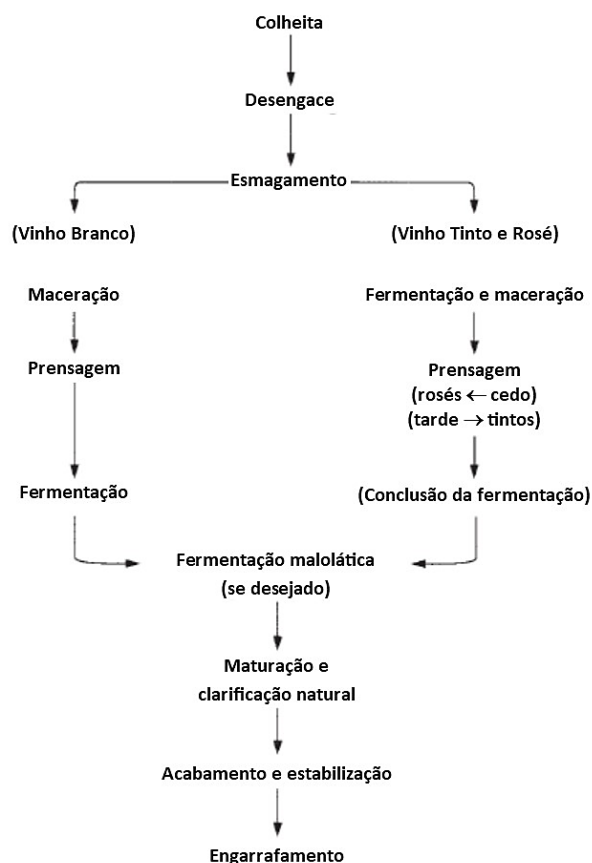 Colheita
Desengace
Esmagamento
(Vinho Branco)
(Vinho Tinto e Rosé)
Maceração
Fermentação e maceração
Prensagem
Prensagem
(rosés ← cedo)
(tarde → tintos)
Fermentação
(Conclusão da fermentação)
Fermentação malolática
(se desejado)
Maturação e
clarificação natural
Acabamento e estabilização
Engarrafamento